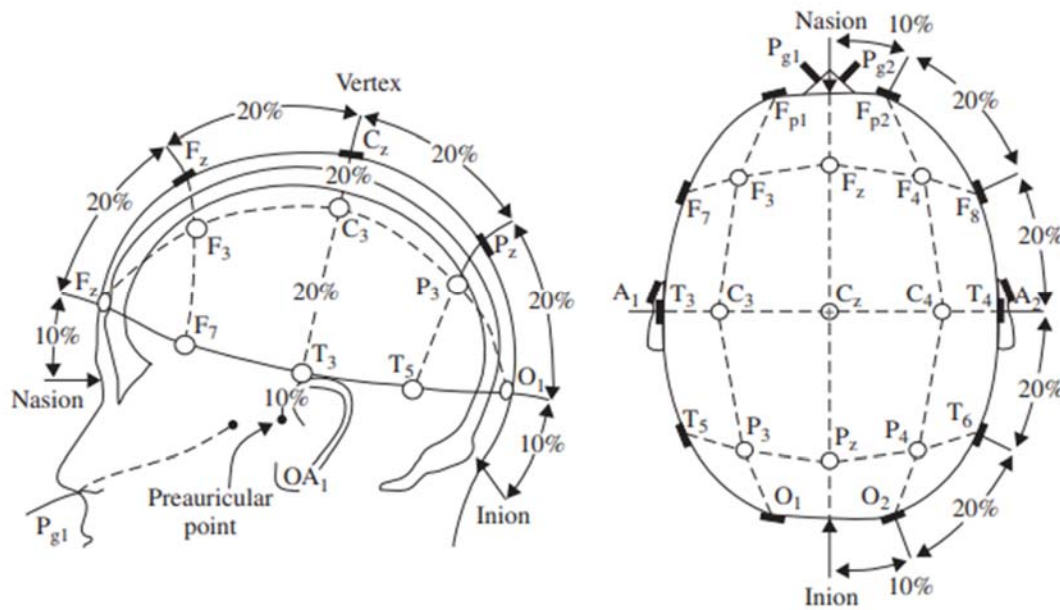 Vertex
20%
20%
C_z
F_z
20%
20%
20%
F_3
C_3
P_z
F_z
20%
P_3
20%
10%
F_7
T_3
T_5
O_1
Nasion
10%
10%
OA_1
Preauricular
point
Inion
P_g1
Nasion
10%
P_g1
P_g2
F_p1
F_p2
20%
F_7
F_3
F_z
F_4
F_8
20%
A_1
T_3
C_3
C_z
C_4
T_4
A_2
20%
T_5
P_3
P_z
P_4
T_6
O_1
O_2
20%
10%
Inion